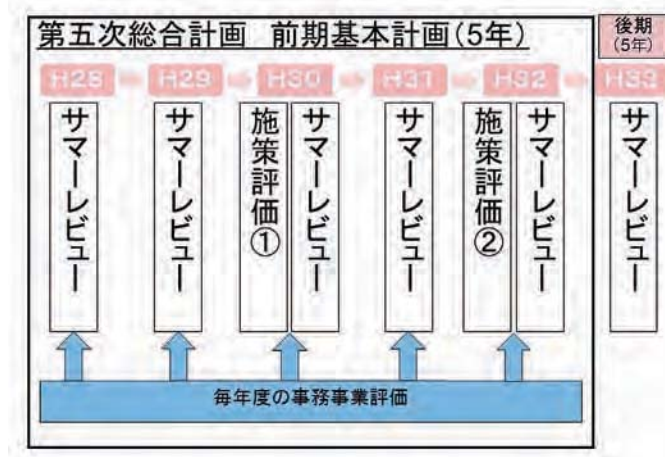 第五次総合計画 前期基本計画(5年)
後期
(5年)
H28
H29
H30
H31
H32
H33
サマーレビュー
サマーレビュー
施策評価①
サマーレビュー
サマーレビュー
施策評価②
サマーレビュー
サマーレビュー
毎年度の事務事業評価